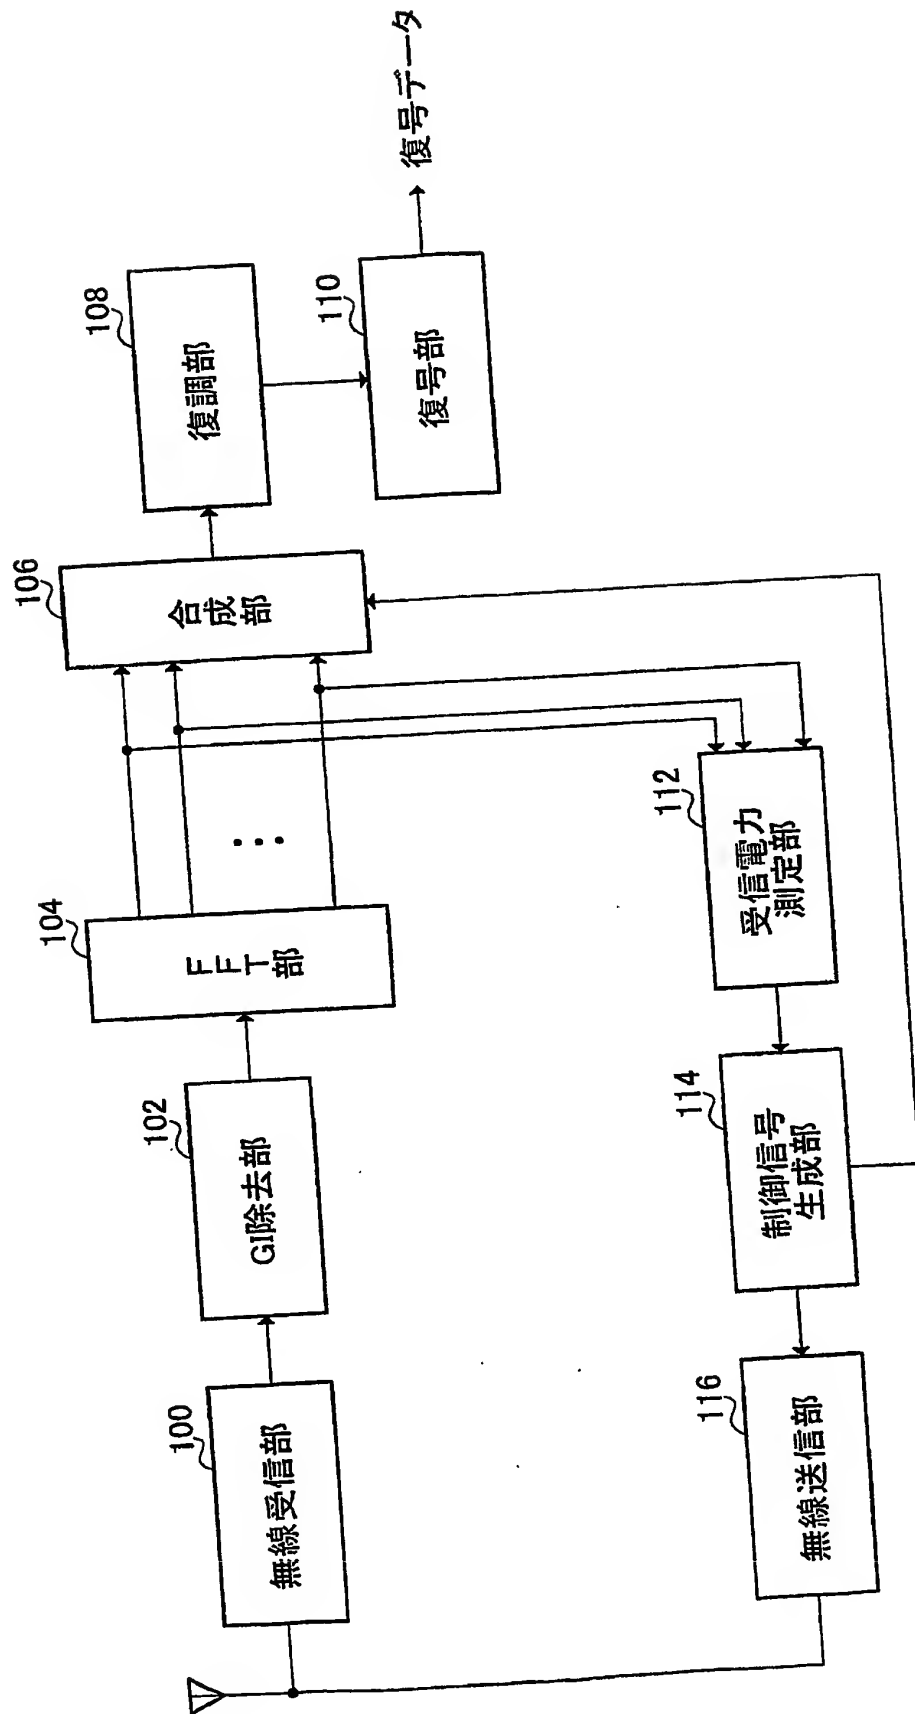 100
無線受信部
102
GI除去部
104
FFT部
106
合成部
108
復調部
110
復号部
復号データ
112
受信電力
測定部
114
制御信号
生成部
116
無線送信部